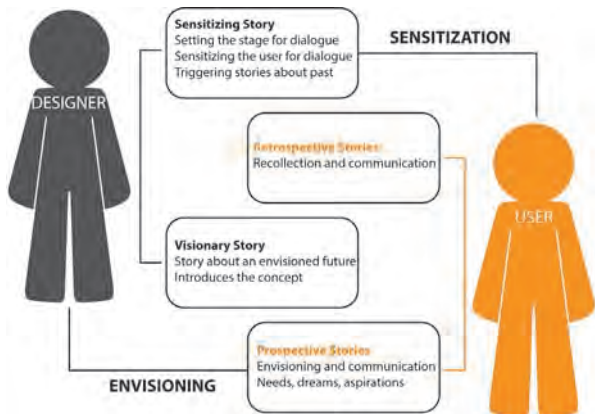 Sensitizing Story
Setting the stage for dialogue
Sensitizing the user for dialogue
Triggering stories about past
SENSITIZATION
DESIGNER
Retrospective Stories
Recollection and communication
USER
Visionary Story
Story about an envisioned future
Introduces the concept
Prospective Stories
Envisioning and communication
Needs, dreams, aspirations
ENVISIONING